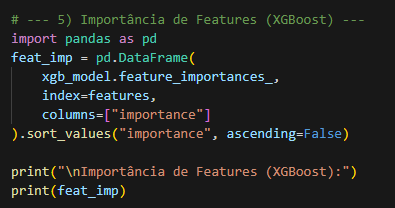 # --- 5) Importância de Features (XGBoost) ---
import pandas as pd
feat_imp = pd.DataFrame(
    xgb_model.feature_importances_,
    index=features,
    columns=["importance"]
).sort_values("importance", ascending=False)

print("\nImportância de Features (XGBoost):")
print(feat_imp)